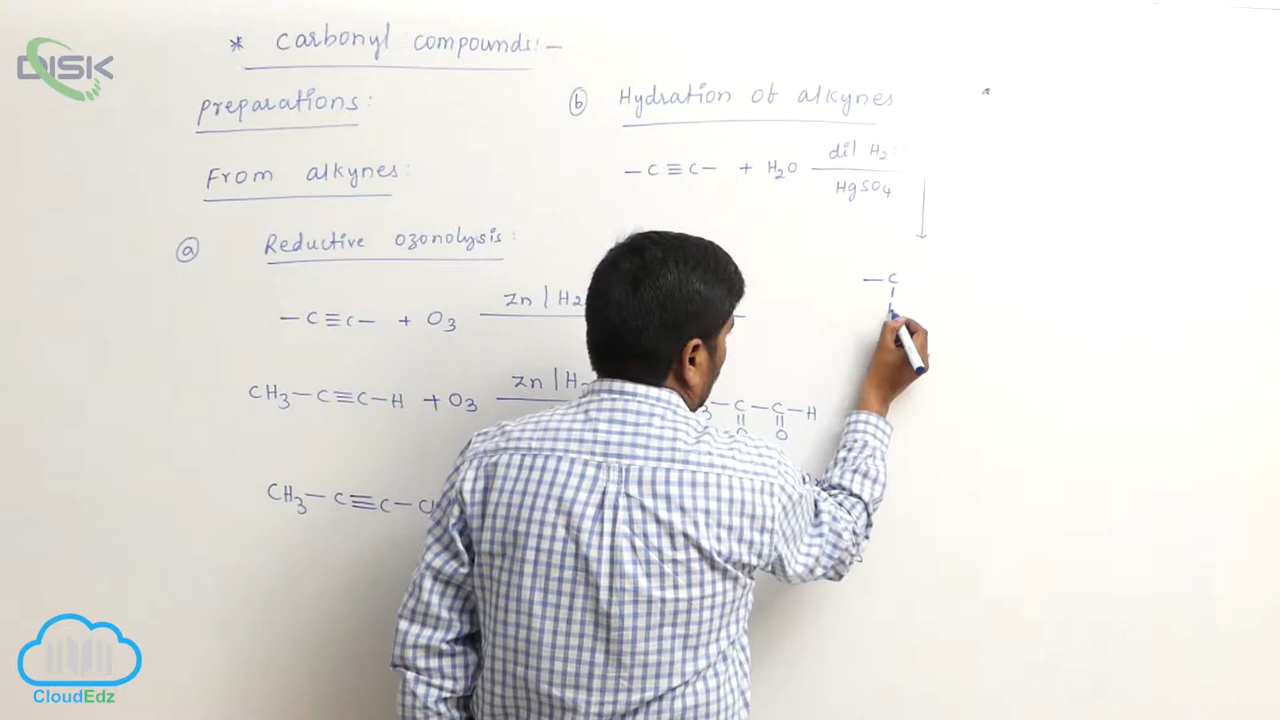 DISK
* Carbonyl compounds:-
preparations:
From alkynes:
(a) Reductive ozonolysis:
-C≡C- + O3 Zn | H2
CH3-C≡C-H + O3 Zn | H2
-C-C-H
O O
CH3-C≡C-
(b) Hydration of alkynes
-C≡C- + H2O dil H2
HgSO4
-C
CloudEdz